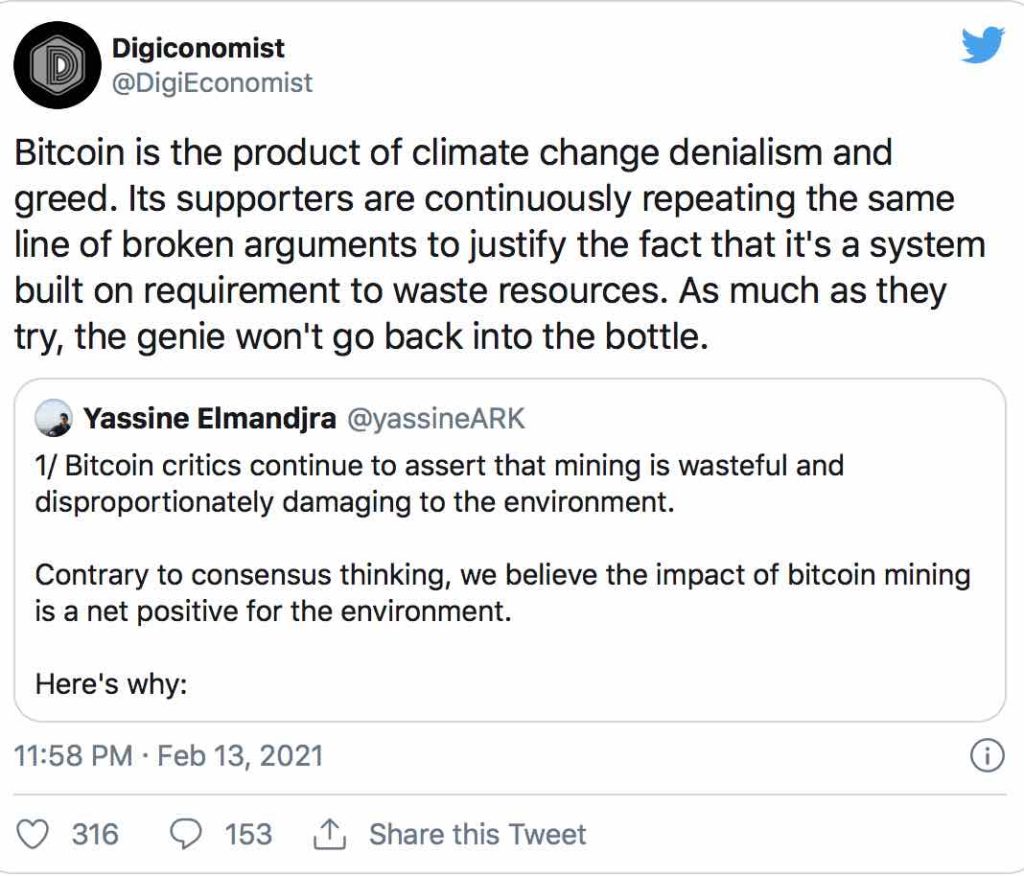 Digiconomist
@DigiEconomist
Bitcoin is the product of climate change denialism and
greed. Its supporters are continuously repeating the same
line of broken arguments to justify the fact that it's a system
built on requirement to waste resources. As much as they
try, the genie won't go back into the bottle.
Yassine Elmandjra @yassineARK
1/ Bitcoin critics continue to assert that mining is wasteful and
disproportionately damaging to the environment.
Contrary to consensus thinking, we believe the impact of bitcoin mining
is a net positive for the environment.
Here's why:
11:58 PM · Feb 13, 2021
316 153 Share this Tweet